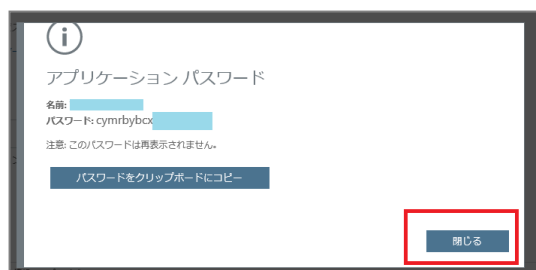 アプリケーション パスワード
名前:
パスワード: cymrbybcx
注意: このパスワードは再表示されません。
パスワードをクリップボードにコピー
閉じる